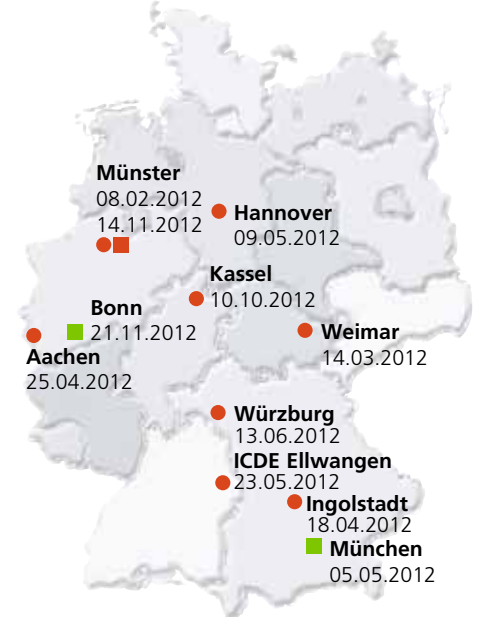 Münster
08.02.2012
14.11.2012
Hannover
09.05.2012
Kassel
10.10.2012
Bonn
21.11.2012
Weimar
14.03.2012
Aachen
25.04.2012
Würzburg
13.06.2012
ICDE Ellwangen
23.05.2012
Ingolstadt
18.04.2012
München
05.05.2012